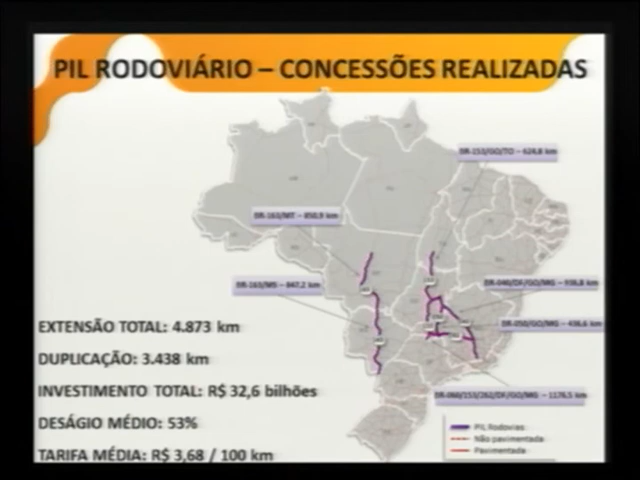 PIL RODOVIÁRIO – CONCESSÕES REALIZADAS
BR-153/GO/TO – 624,8 km
BR-163/MT – 850,9 km
BR-163/MS – 847,2 km
BR-040/DF/GO/MG – 936,8 km
BR-050/GO/MG – 436,6 km
BR-060/153/262/DF/GO/MG – 1176,5 km
EXTENSÃO TOTAL: 4.873 km
DUPLICAÇÃO: 3.438 km
INVESTIMENTO TOTAL: R$ 32,6 bilhões
DESÁGIO MÉDIO: 53%
TARIFA MÉDIA: R$ 3,68 / 100 km
PIL Rodovias
Não pavimentada
Pavimentada